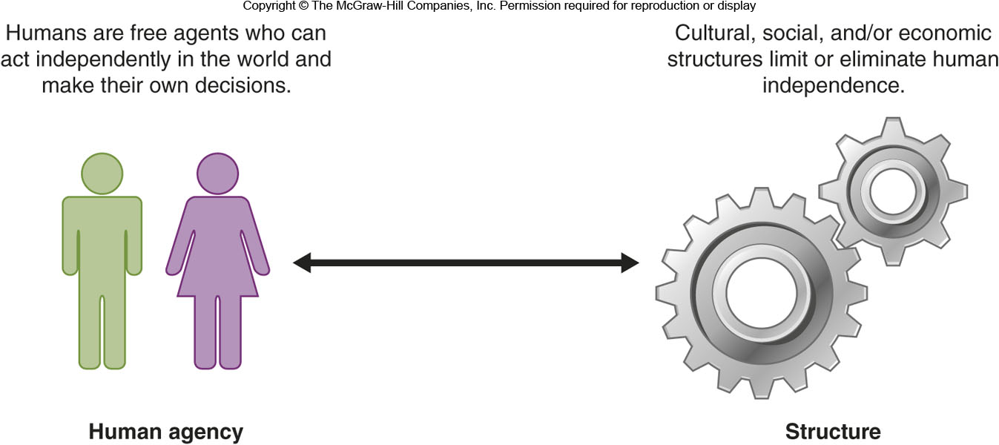 Copyright © The McGraw-Hill Companies, Inc. Permission required for reproduction or display
Humans are free agents who can
act independently in the world and
make their own decisions.
Cultural, social, and/or economic
structures limit or eliminate human
independence.
Human agency
Structure